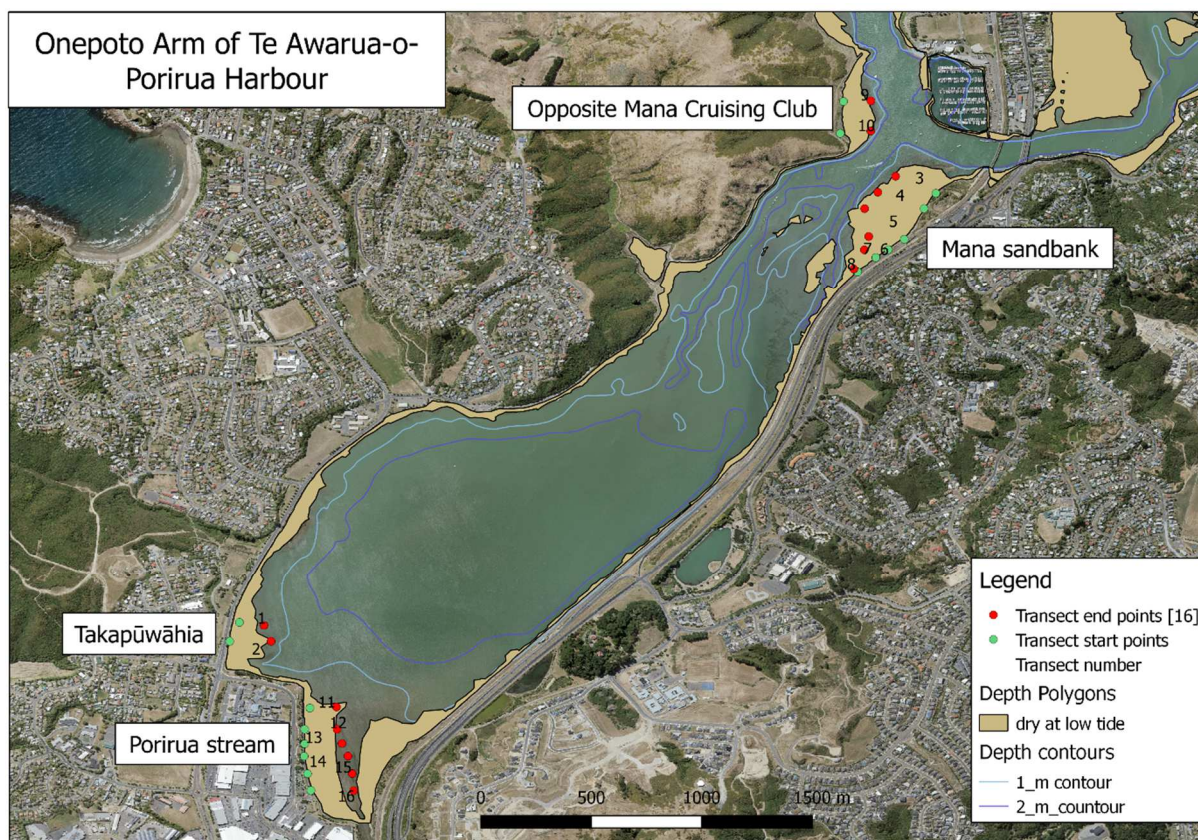 Onepoto Arm of Te Awarua-o-
Porirua Harbour
Opposite Mana Cruising Club
9
10
3
4
5
Mana sandbank
7
6
8
Takapūwāhia
1
2
11
12
Porirua stream
13
14
15
16
Legend
Transect end points [16]
Transect start points
Transect number
Depth Polygons
dry at low tide
Depth contours
1_m contour
2_m_countour
0 500 1000 1500 m